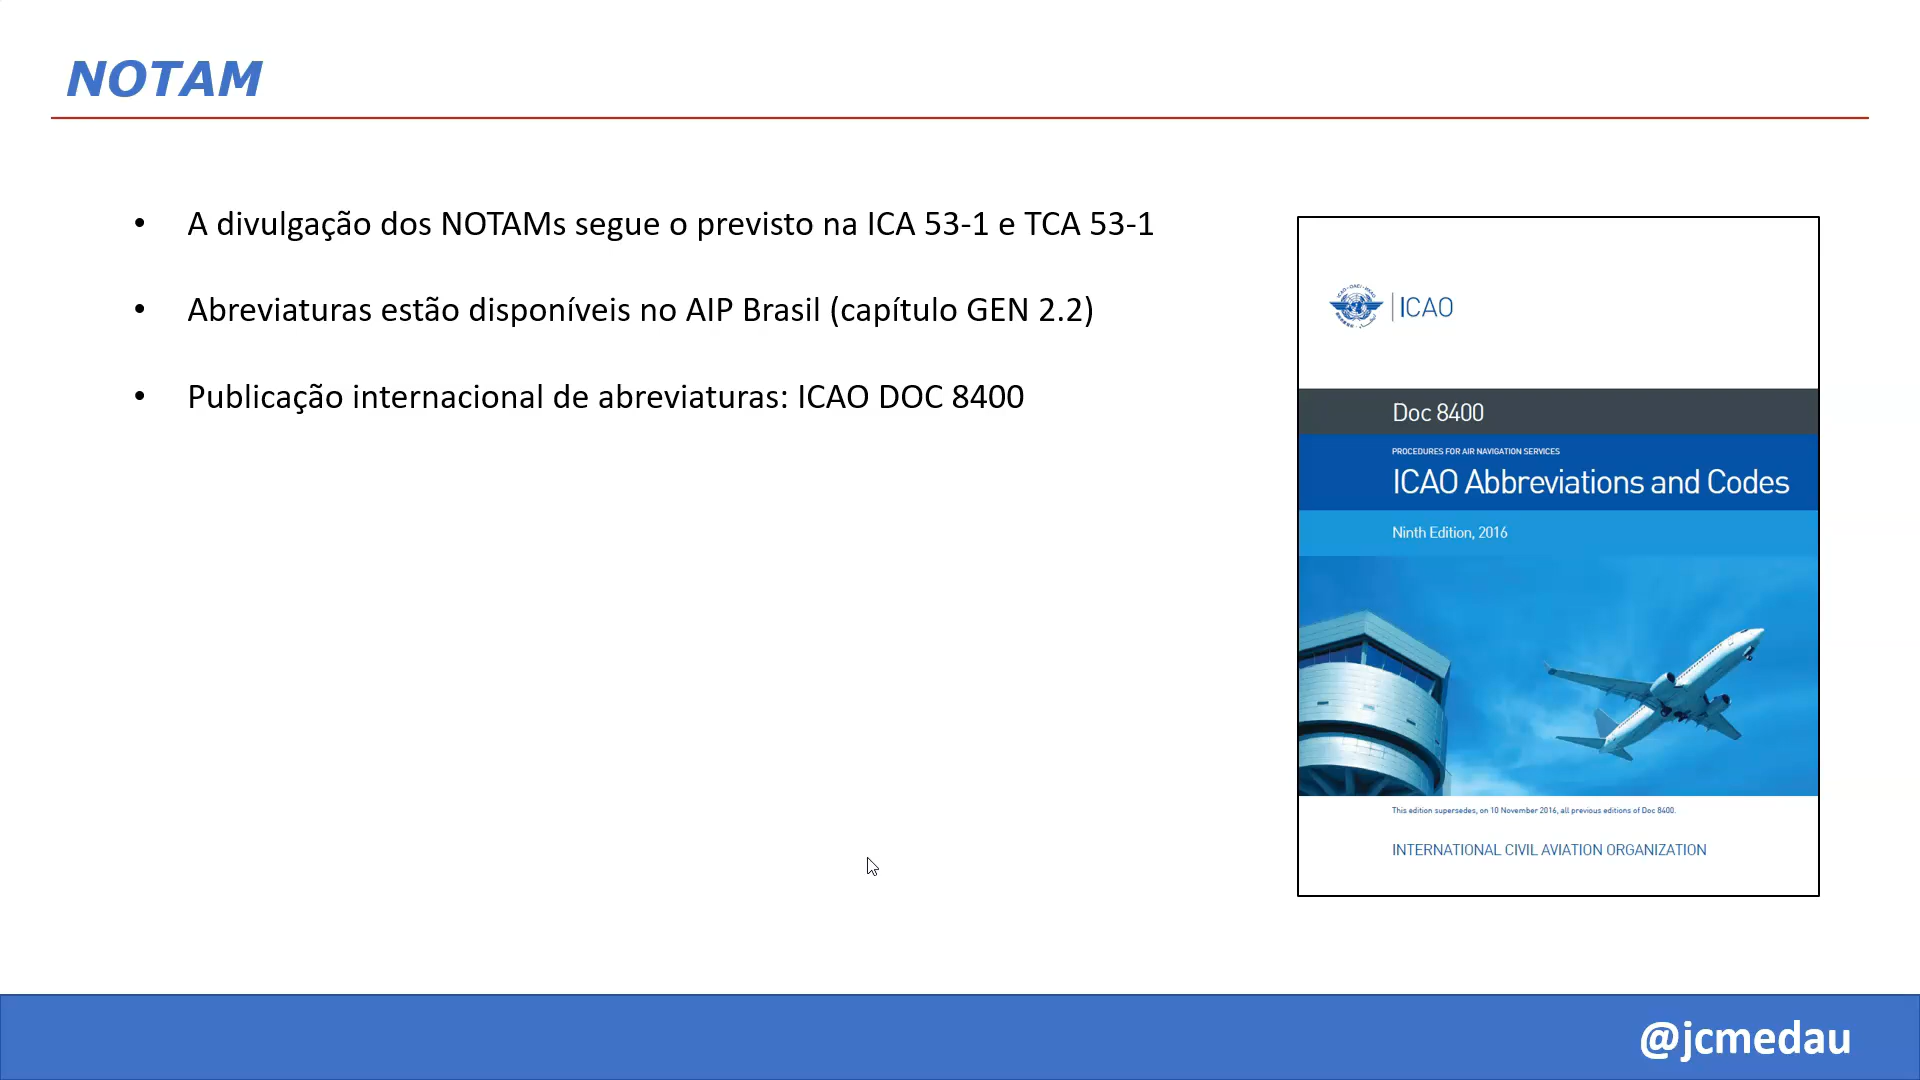 NOTAM
• A divulgação dos NOTAMs segue o previsto na ICA 53-1 e TCA 53-1
• Abreviaturas estão disponíveis no AIP Brasil (capítulo GEN 2.2)
• Publicação internacional de abreviaturas: ICAO DOC 8400
ICAO
Doc 8400
PROCEDURES FOR AIR NAVIGATION SERVICES
ICAO Abbreviations and Codes
Ninth Edition, 2016
This edition supersedes, on 10 November 2016, all previous editions of Doc 8400.
INTERNATIONAL CIVIL AVIATION ORGANIZATION
@jcmedau